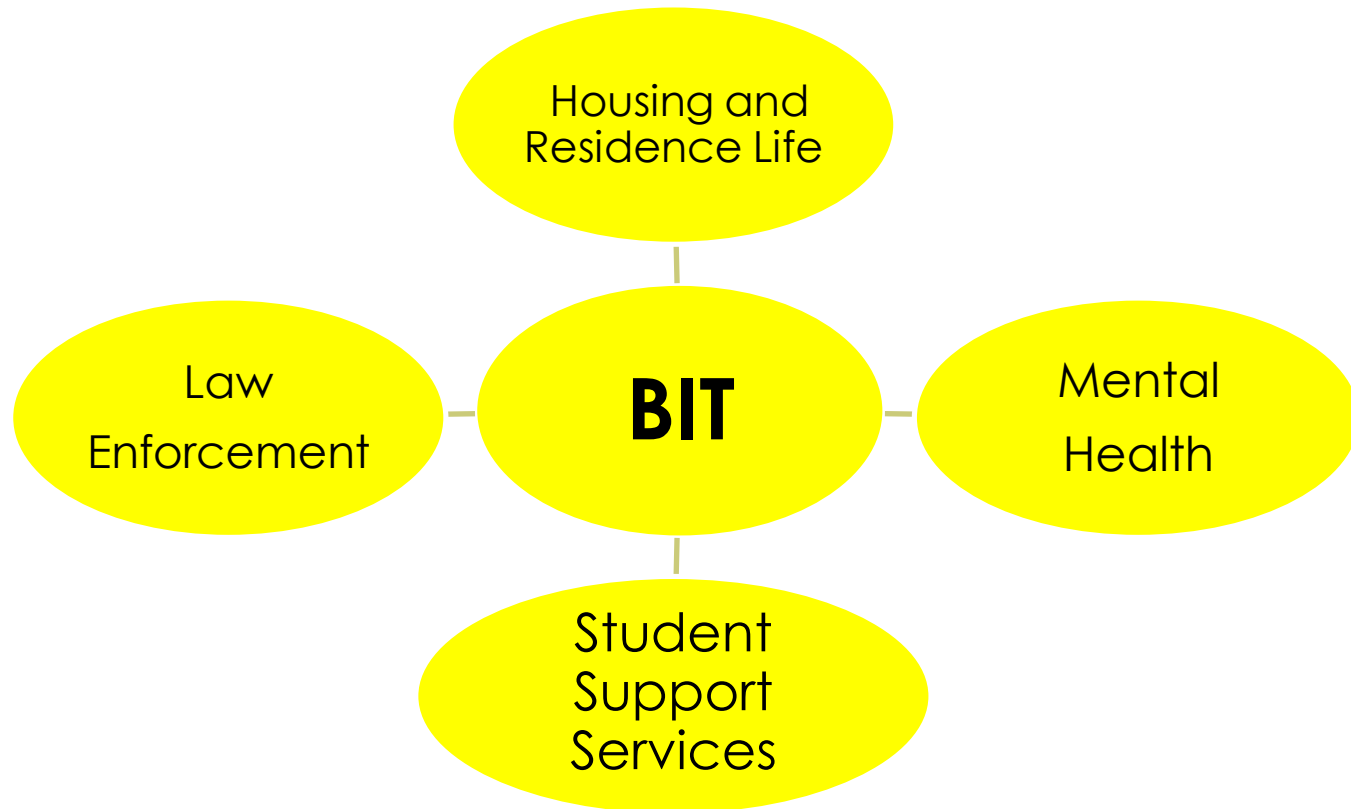 Housing and
Residence Life
Law
Enforcement
BIT
Mental
Health
Student
Support
Services